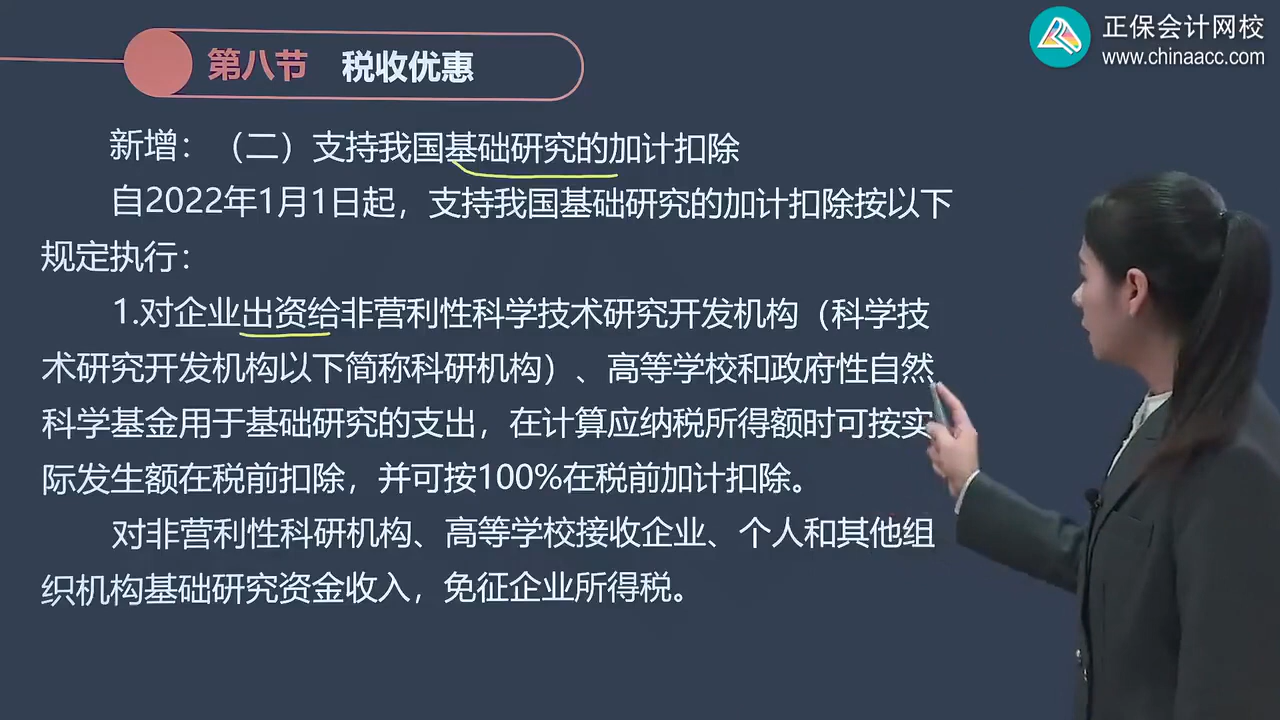 正保会计网校
www.chinaacc.com
第八节 税收优惠
新增：（二）支持我国基础研究的加计扣除
自2022年1月1日起，支持我国基础研究的加计扣除按以下
规定执行：
1.对企业出资给非营利性科学技术研究开发机构（科学技
术研究开发机构以下简称科研机构）、高等学校和政府性自然
科学基金用于基础研究的支出，在计算应纳税所得额时可按实
际发生额在税前扣除，并可按100%在税前加计扣除。
对非营利性科研机构、高等学校接收企业、个人和其他组
织机构基础研究资金收入，免征企业所得税。